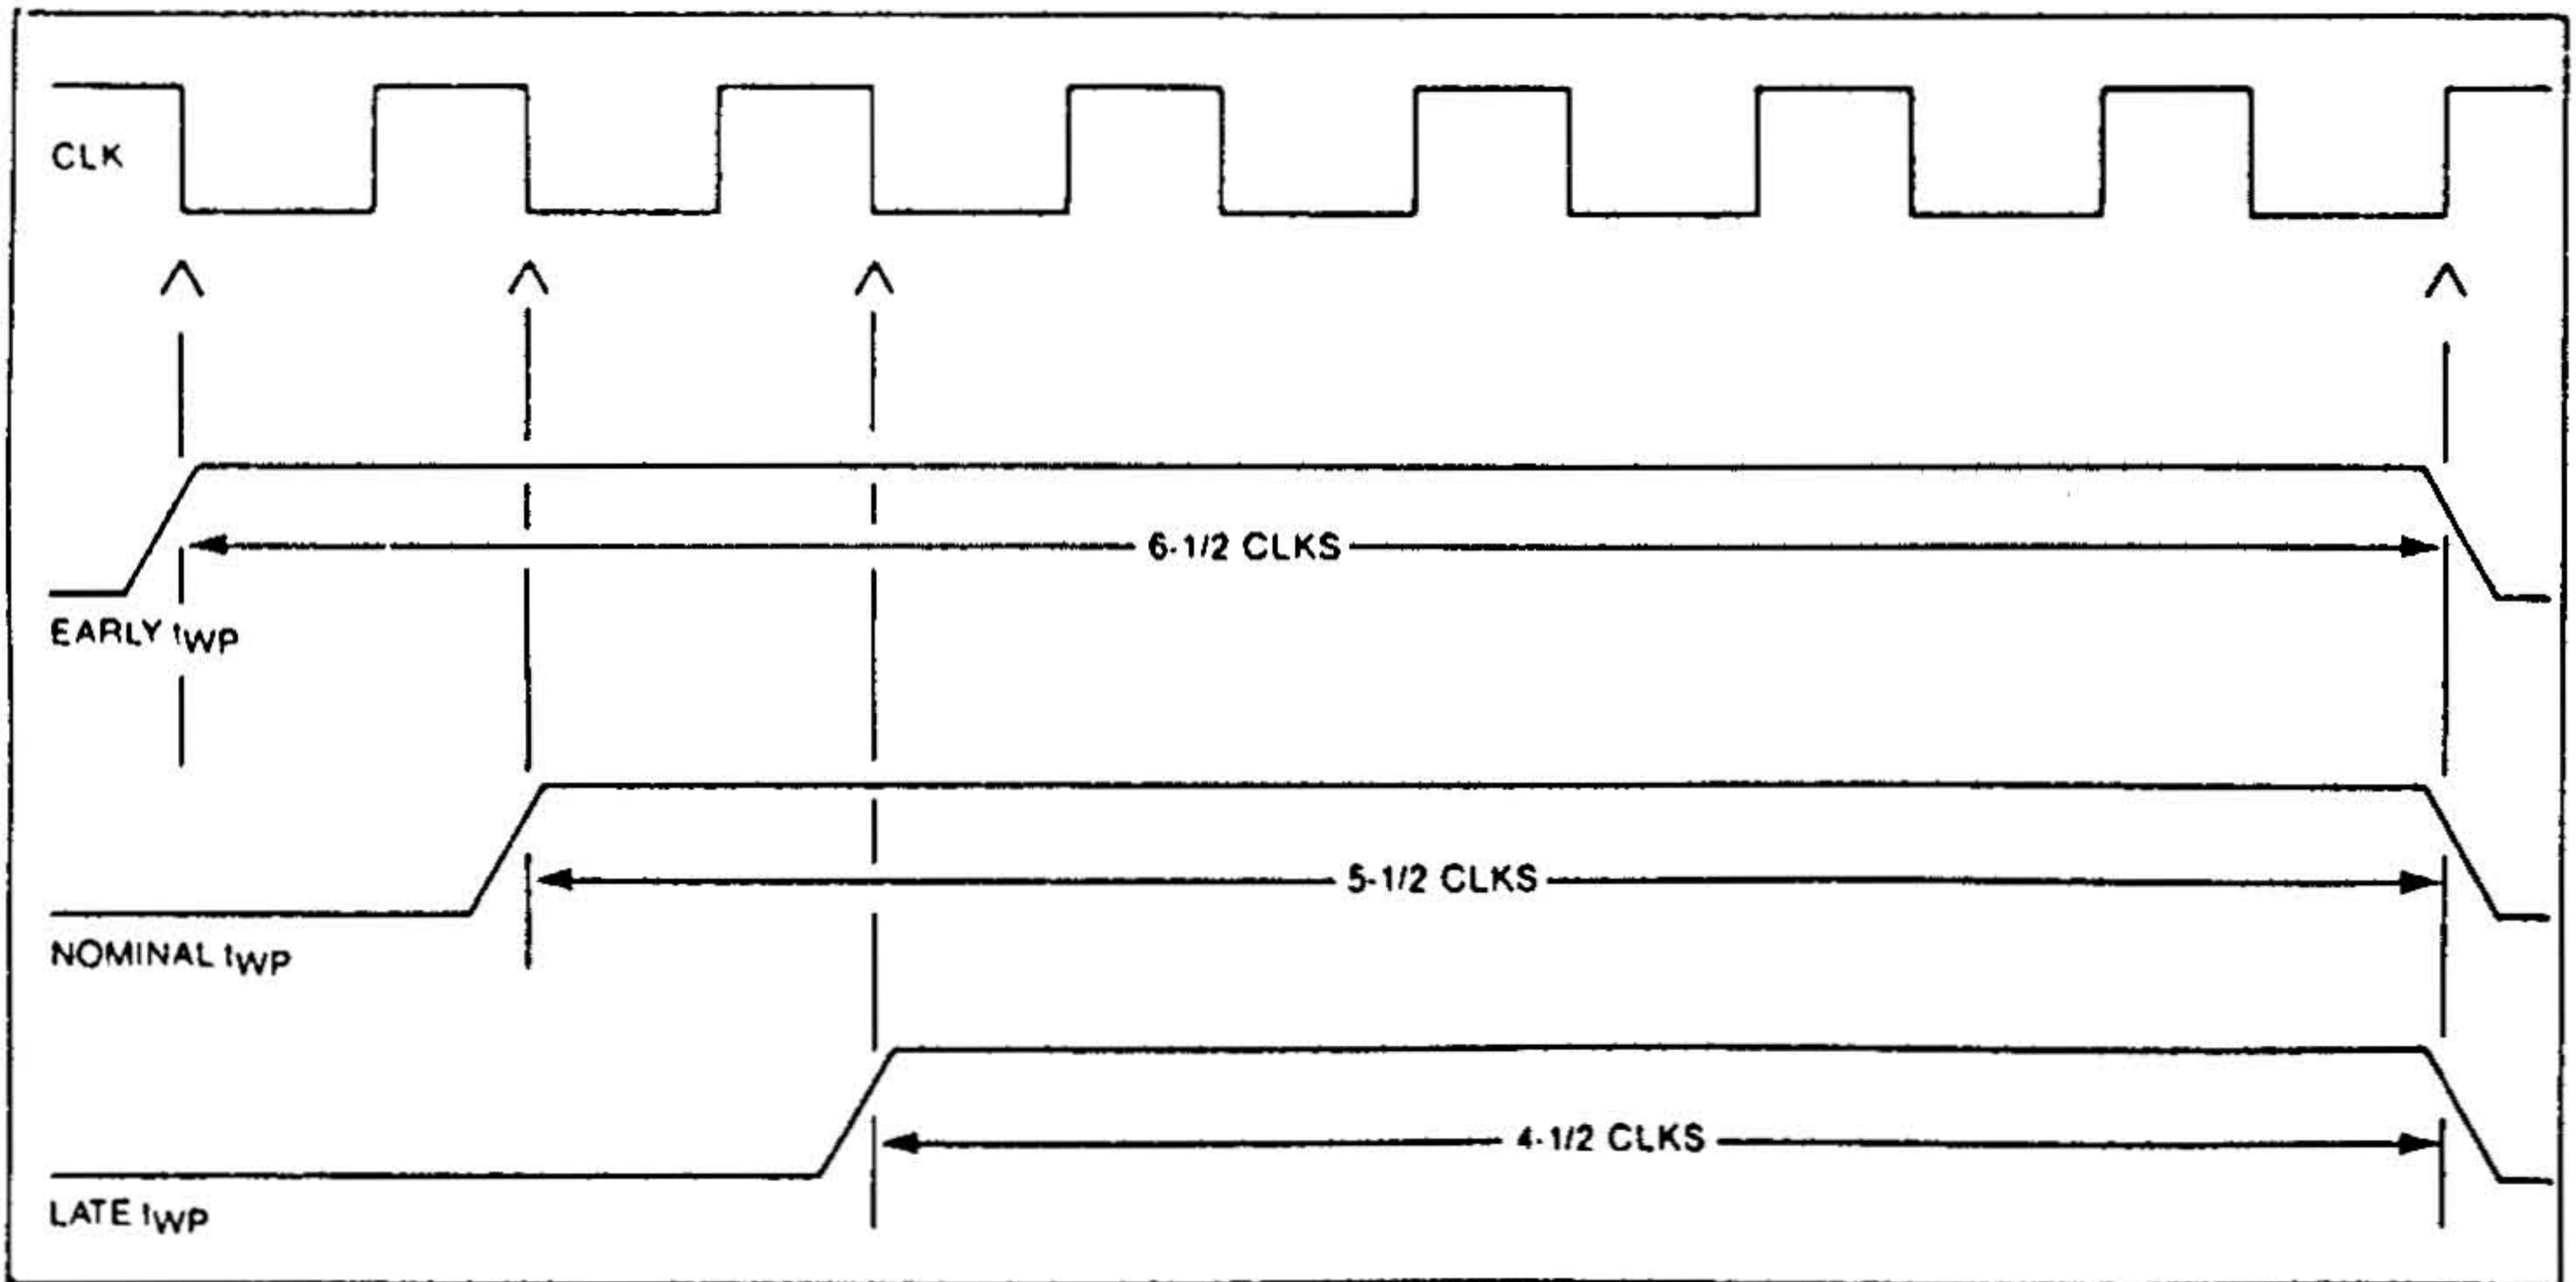 CLK
6-1/2 CLKS
EARLY tWP
5-1/2 CLKS
NOMINAL tWP
4-1/2 CLKS
LATE tWP